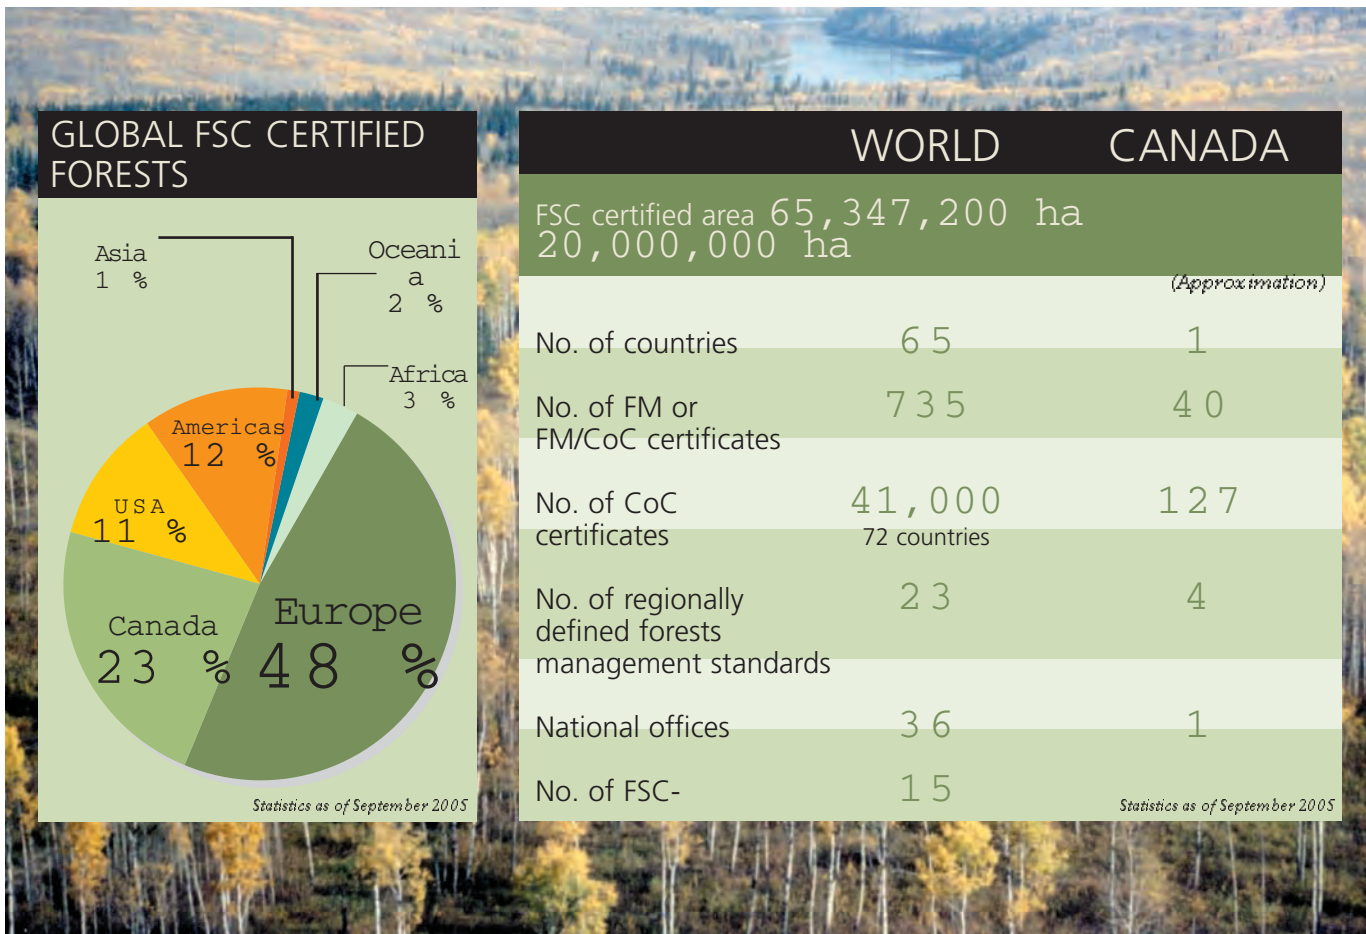 GLOBAL FSC CERTIFIED
FORESTS
Asia
1 %
Oceani
a
2 %
Africa
3 %
Americas
12 %
USA
11 %
Canada
23 %
Europe
48 %
Statistics as of September 2005
WORLD CANADA
FSC certified area 65,347,200 ha
20,000,000 ha
(Approximation)
No. of countries 65 1
No. of FM or 735 40
FM/CoC certificates
No. of CoC 41,000 127
certificates 72 countries
No. of regionally 23 4
defined forests
management standards
National offices 36 1
No. of FSC- 15
Statistics as of September 2005